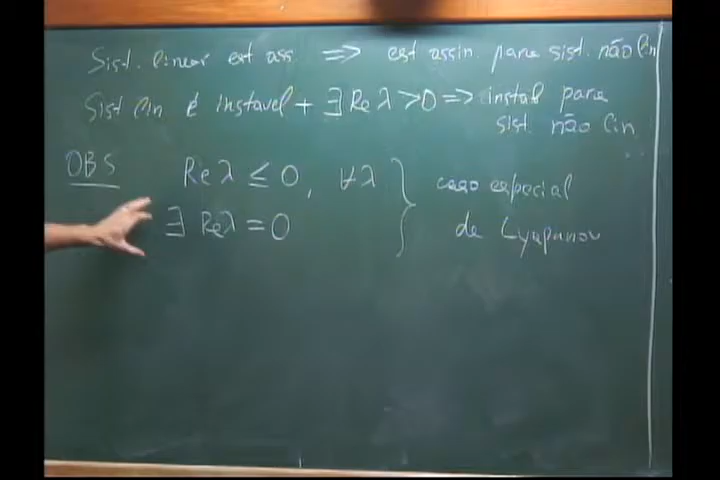 Sist. linear est ass. ⟹ est assin. para sist. não lin
Sist lin é instavel + ∃ Re λ > 0 ⟹ instab para
sist. não lin.
OBS Re λ ≤ 0, ∀λ } caso especial
∃ Re λ = 0 de Lyapunov